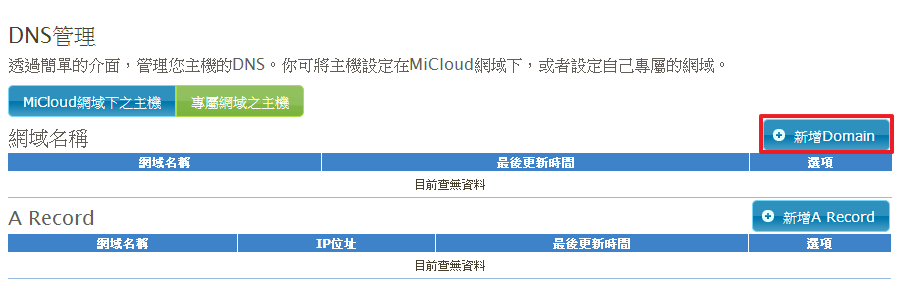 DNS管理
透過簡單的介面，管理您主機的DNS。你可將主機設定在MiCloud網域下，或者設定自己專屬的網域。
MiCloud網域下之主機 專屬網域之主機
網域名稱 新增Domain
網域名稱 最後更新時間 選項
目前查無資料
A Record 新增A Record
網域名稱 IP位址 最後更新時間 選項
目前查無資料